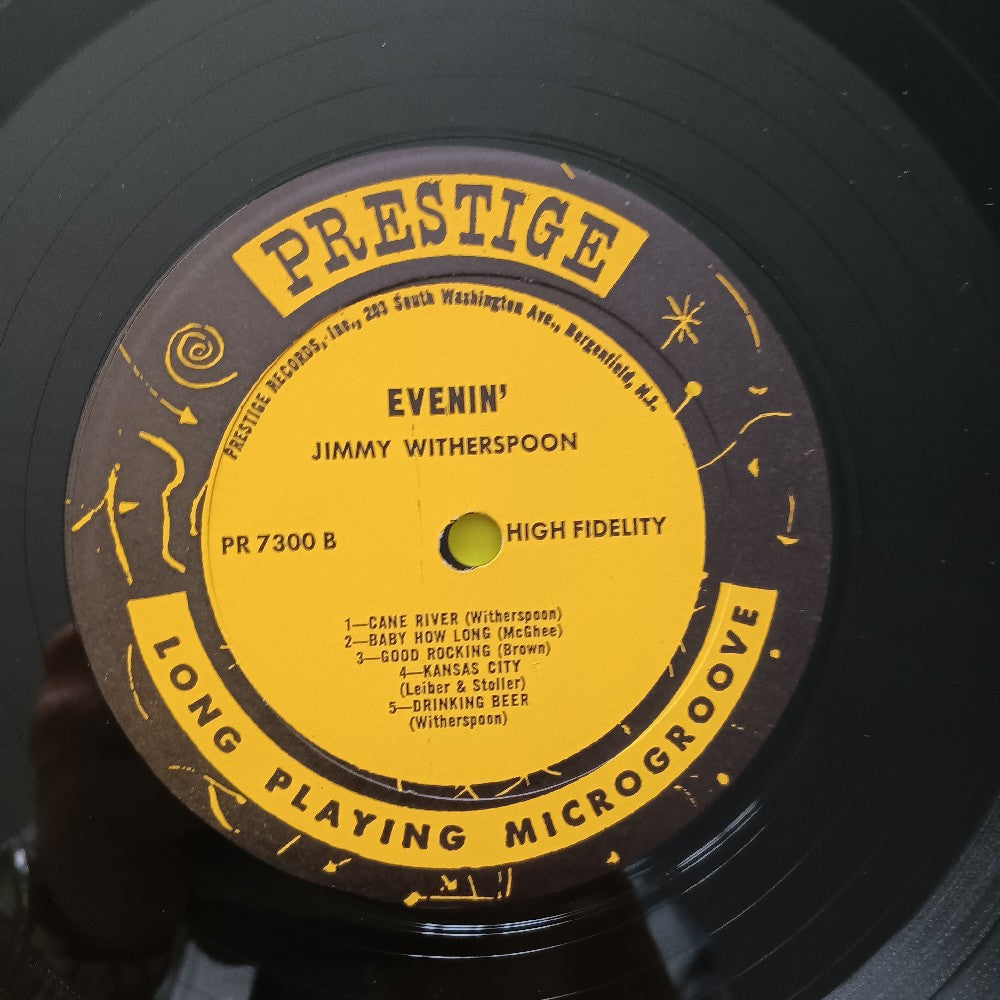 PRESTIGE
PRESTIGE RECORDS, Inc., 203 South Washington Ave., Bergenfield, N.J.
EVENIN'
JIMMY WITHERSPOON
PR 7300 B
HIGH FIDELITY
1—CANE RIVER (Witherspoon)
2—BABY HOW LONG (McGhee)
3—GOOD ROCKING (Brown)
4—KANSAS CITY
(Leiber & Stoller)
5—DRINKING BEER
(Witherspoon)
LONG PLAYING MICROGROOVE